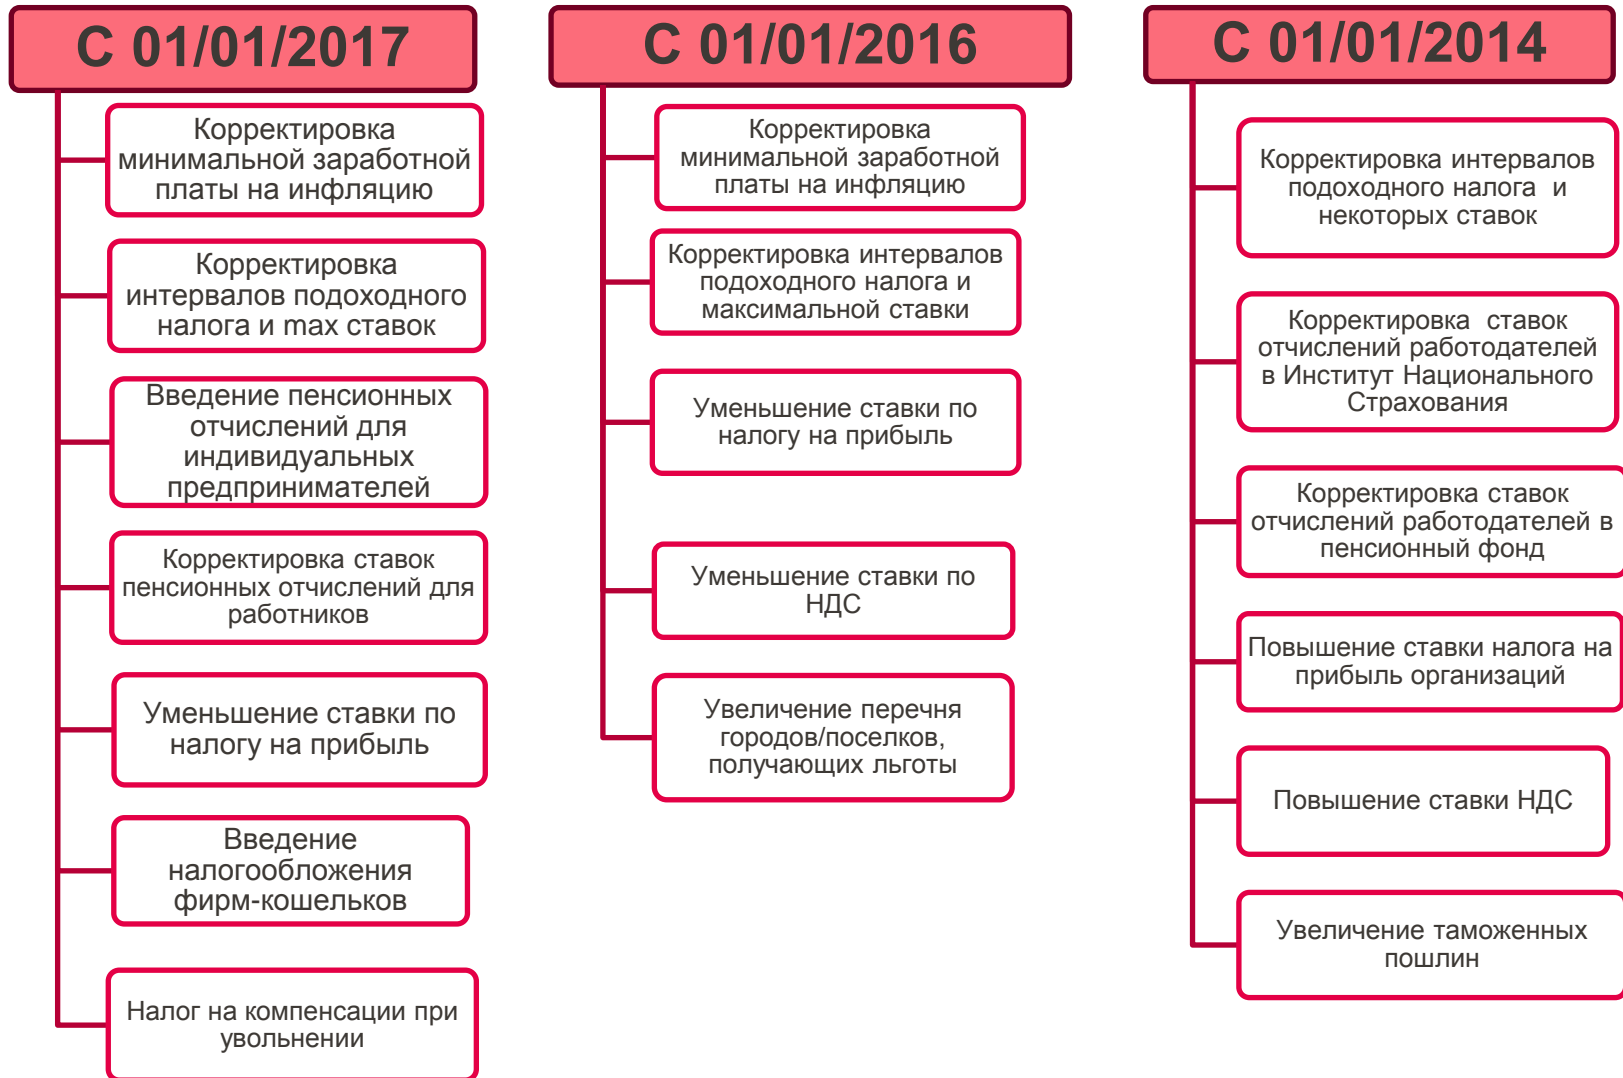 С 01/01/2017
Корректировка
минимальной заработной
платы на инфляцию
Корректировка
интервалов подоходного
налога и max ставок
Введение пенсионных
отчислений для
индивидуальных
предпринимателей
Корректировка ставок
пенсионных отчислений для
работников
Уменьшение ставки по
налогу на прибыль
Введение
налогообложения
фирм-кошельков
Налог на компенсации при
увольнении
С 01/01/2016
Корректировка
минимальной заработной
платы на инфляцию
Корректировка интервалов
подоходного налога и
максимальной ставки
Уменьшение ставки по
налогу на прибыль
Уменьшение ставки по
НДС
Увеличение перечня
городов/поселков,
получающих льготы
С 01/01/2014
Корректировка интервалов
подоходного налога и
некоторых ставок
Корректировка ставок
отчислений работодателей
в Институт Национального
Страхования
Корректировка ставок
отчислений работодателей в
пенсионный фонд
Повышение ставки налога на
прибыль организаций
Повышение ставки НДС
Увеличение таможенных
пошлин